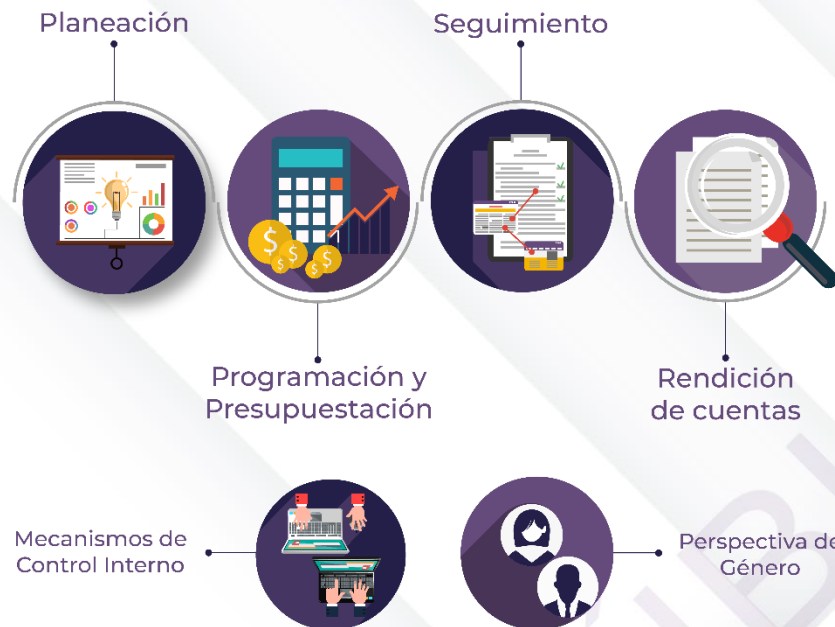 Planeación
Seguimiento
Programación y
Presupuestación
Rendición
de cuentas
Mecanismos de
Control Interno
Perspectiva de
Género